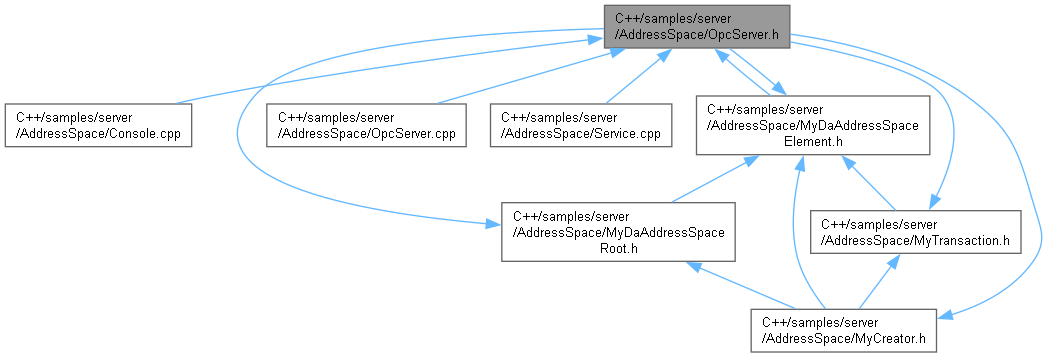 C++/samples/server
/AddressSpace/OpcServer.h
C++/samples/server
/AddressSpace/Console.cpp
C++/samples/server
/AddressSpace/OpcServer.cpp
C++/samples/server
/AddressSpace/Service.cpp
C++/samples/server
/AddressSpace/MyDaAddressSpace
Element.h
C++/samples/server
/AddressSpace/MyDaAddressSpace
Root.h
C++/samples/server
/AddressSpace/MyTransaction.h
C++/samples/server
/AddressSpace/MyCreator.h